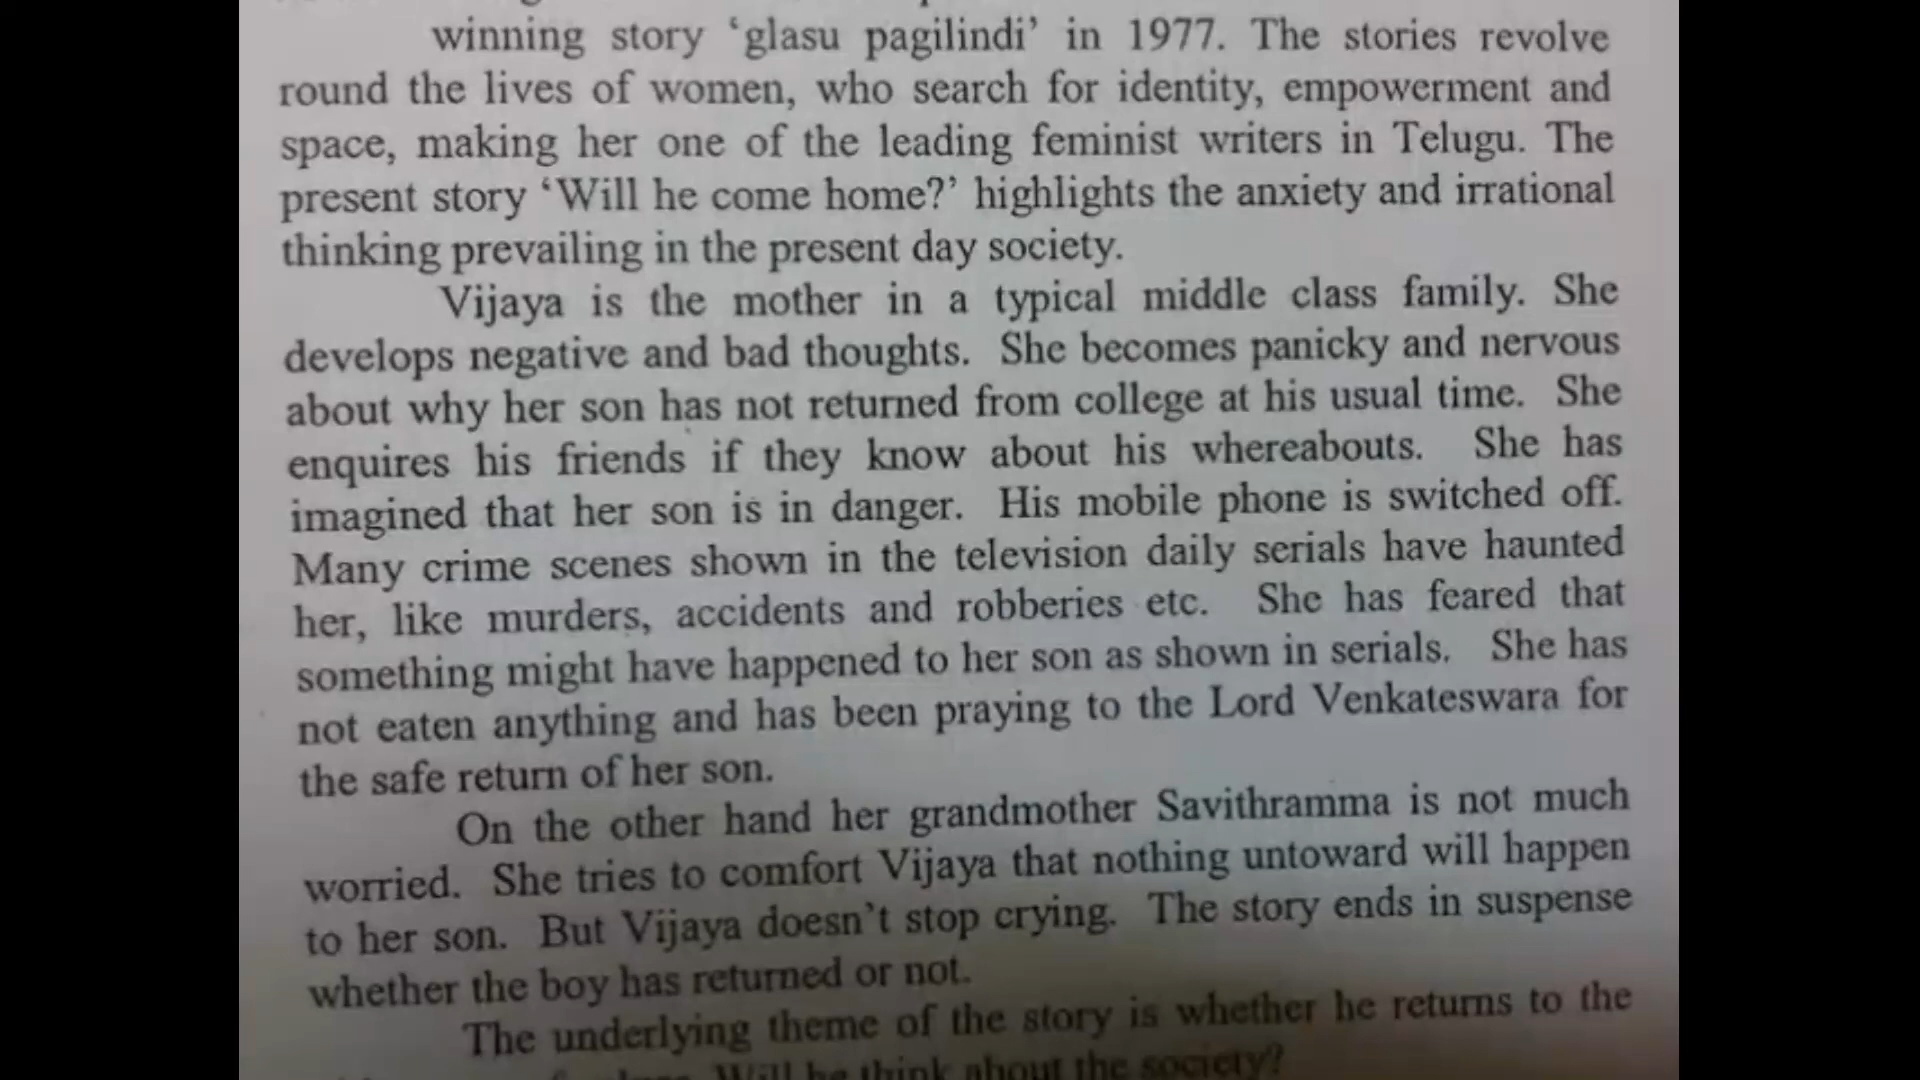 winning story ‘glasu pagilindi’ in 1977. The stories revolve
round the lives of women, who search for identity, empowerment and
space, making her one of the leading feminist writers in Telugu. The
present story ‘Will he come home?’ highlights the anxiety and irrational
thinking prevailing in the present day society.
Vijaya is the mother in a typical middle class family. She
develops negative and bad thoughts. She becomes panicky and nervous
about why her son has not returned from college at his usual time. She
enquires his friends if they know about his whereabouts. She has
imagined that her son is in danger. His mobile phone is switched off.
Many crime scenes shown in the television daily serials have haunted
her, like murders, accidents and robberies etc. She has feared that
something might have happened to her son as shown in serials. She has
not eaten anything and has been praying to the Lord Venkateswara for
the safe return of her son.
On the other hand her grandmother Savithramma is not much
worried. She tries to comfort Vijaya that nothing untoward will happen
to her son. But Vijaya doesn’t stop crying. The story ends in suspense
whether the boy has returned or not.
The underlying theme of the story is whether he returns to the
Will he think about the society?